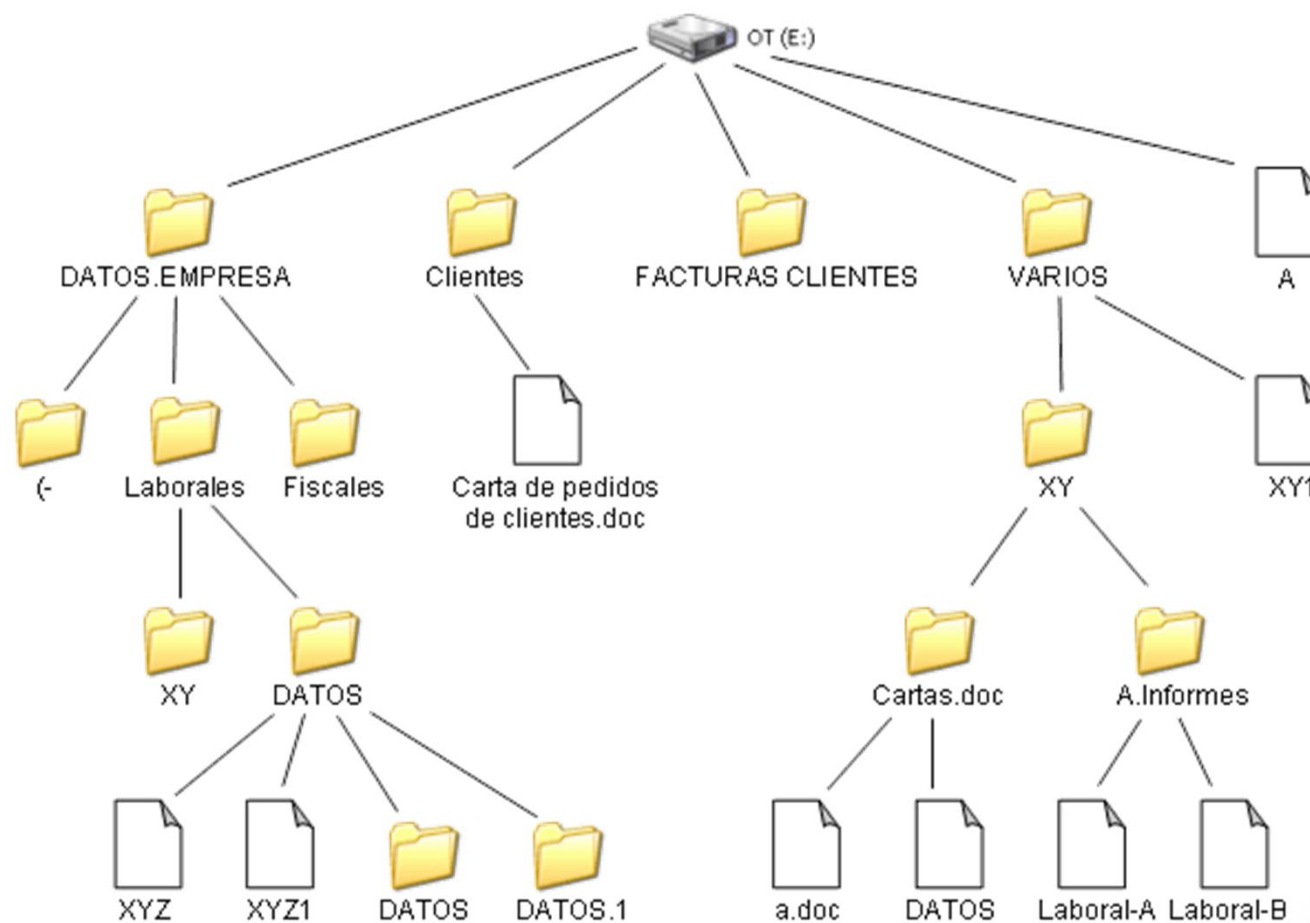 OT (E:)
DATOS.EMPRESA
Clientes
FACTURAS CLIENTES
VARIOS
A
(-
Laborales
Fiscales
Carta de pedidos
de clientes.doc
XY
XY1
XY
DATOS
Cartas.doc
A.Informes
XYZ
XYZ1
DATOS
DATOS.1
a.doc
DATOS
Laboral-A
Laboral-B